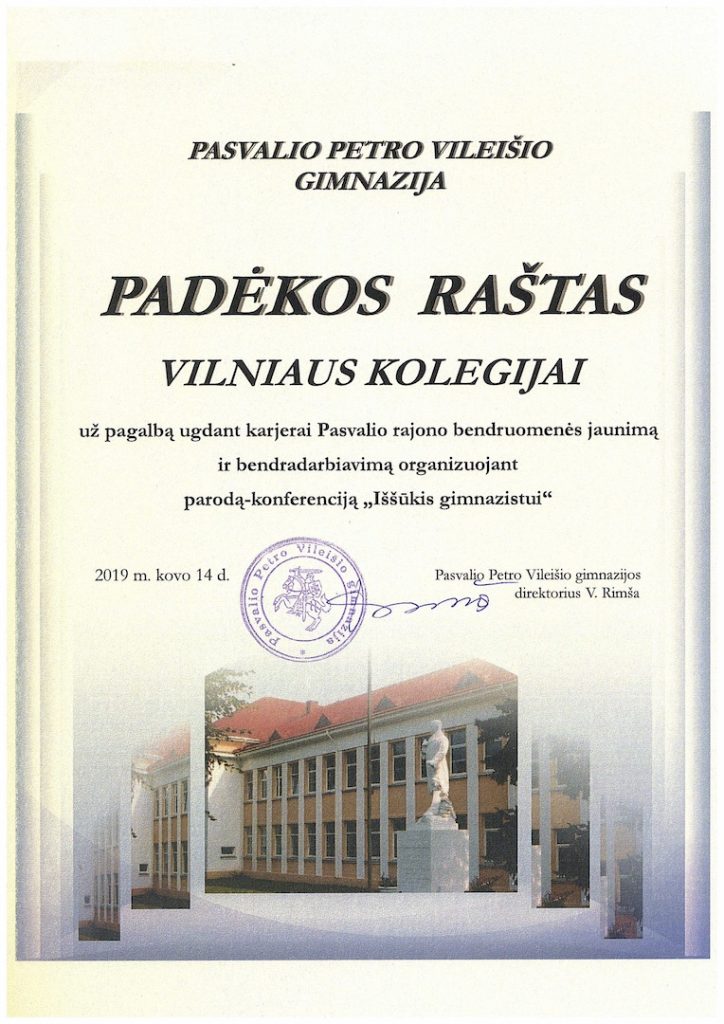 PASVALIO PETRO VILEIŠIO
GIMNAZIJA
PADĖKOS RAŠTAS
VILNIAUS KOLEGIJAI
už pagalbą ugdant karjerai Pasvalio rajono bendruomenės jaunimą
ir bendradarbiavimą organizuojant
parodą-konferenciją „Iššūkis gimnazistui“
2019 m. kovo 14 d.
Pasvalio Petro Vileišio gimnazija
Pasvalio Petro Vileišio gimnazijos
direktorius V. Rimša